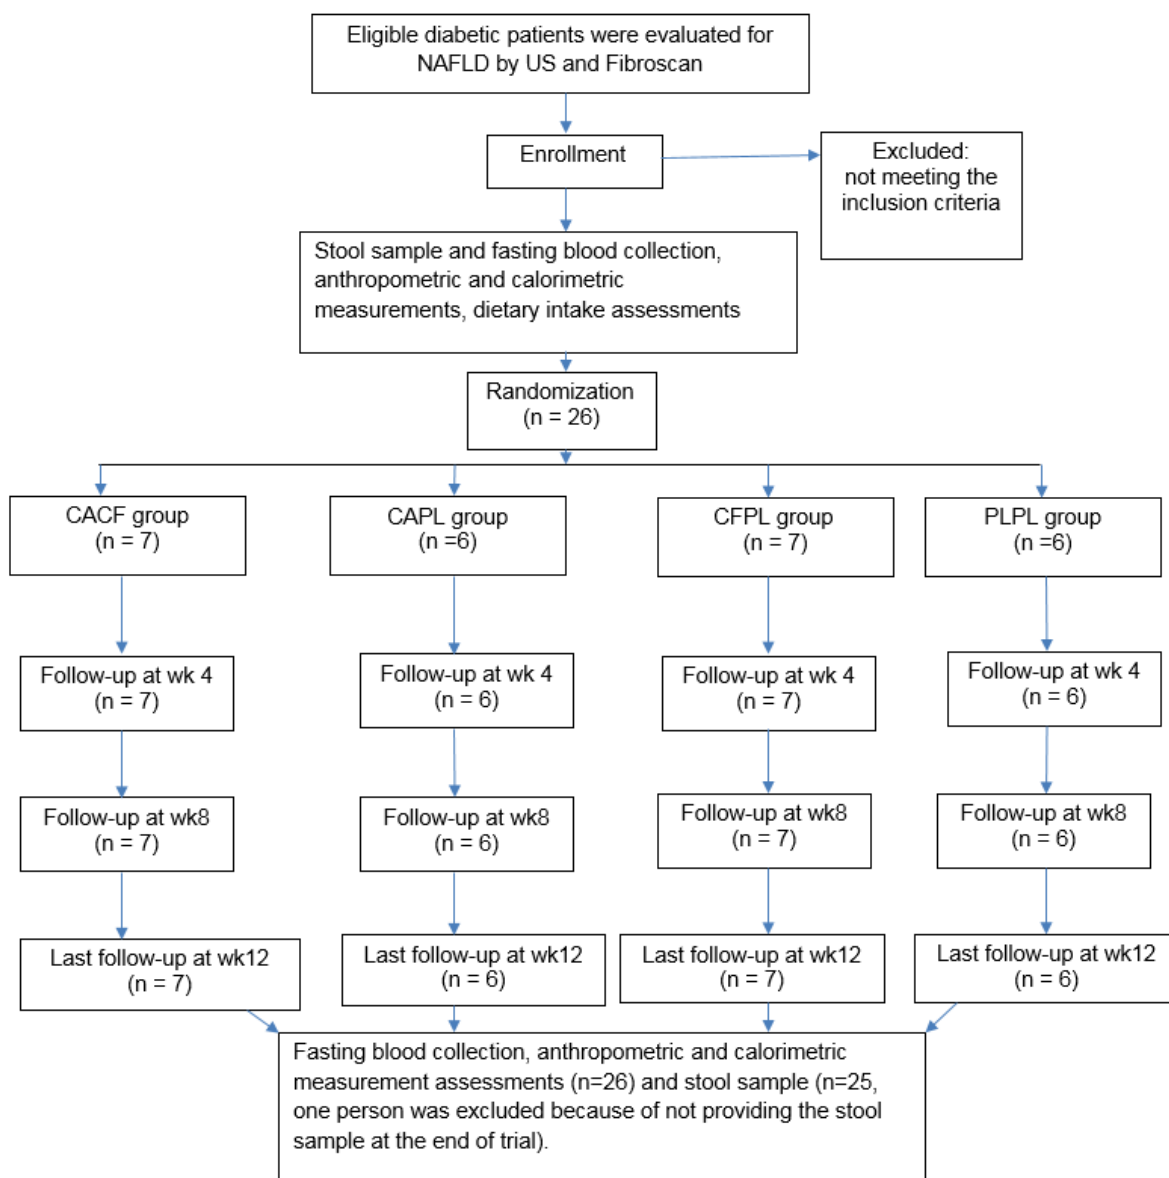 Eligible diabetic patients were evaluated for
NAFLD by US and Fibroscan
Enrollment
Excluded:
not meeting the
inclusion criteria
Stool sample and fasting blood collection,
anthropometric and calorimetric
measurements, dietary intake assessments
Randomization
(n = 26)
CACF group
(n = 7)
CAPL group
(n =6)
CFPL group
(n = 7)
PLPL group
(n =6)
Follow-up at wk 4
(n = 7)
Follow-up at wk 4
(n = 6)
Follow-up at wk 4
(n = 7)
Follow-up at wk 4
(n = 6)
Follow-up at wk8
(n = 7)
Follow-up at wk8
(n = 6)
Follow-up at wk8
(n = 7)
Follow-up at wk8
(n = 6)
Last follow-up at wk12
(n = 7)
Last follow-up at wk12
(n = 6)
Last follow-up at wk12
(n = 7)
Last follow-up at wk12
(n = 6)
Fasting blood collection, anthropometric and calorimetric
measurement assessments (n=26) and stool sample (n=25,
one person was excluded because of not providing the stool
sample at the end of trial).